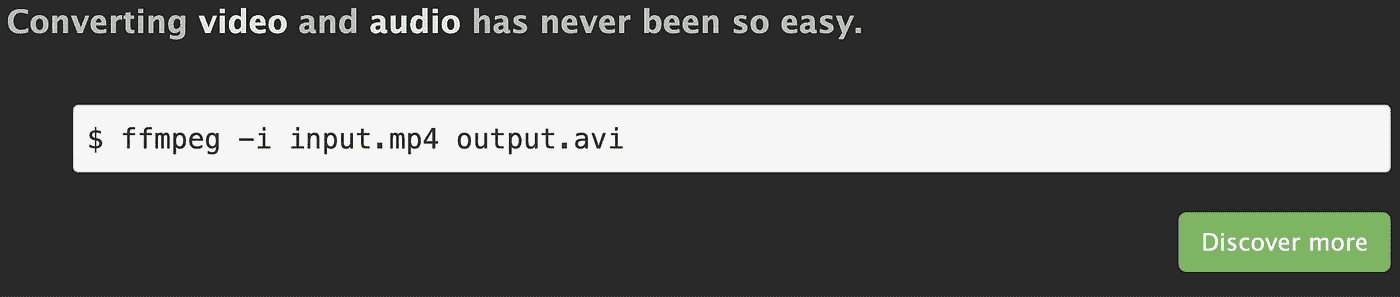 Converting video and audio has never been so easy.
$ ffmpeg -i input.mp4 output.avi
Discover more